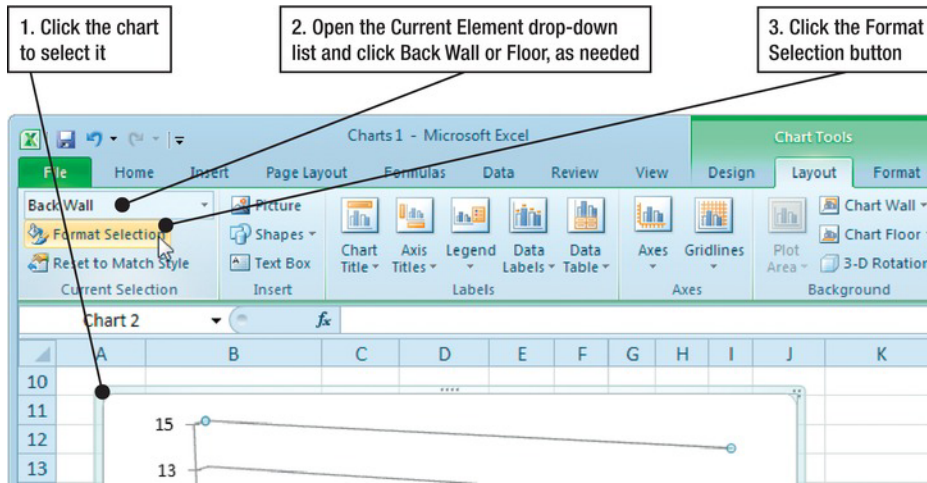 1. Click the chart
to select it
2. Open the Current Element drop-down
list and click Back Wall or Floor, as needed
3. Click the Format
Selection button
Charts1 - Microsoft Excel
Chart Tools
File Home Insert Page Layout Formulas Data Review View Design Layout Format
Back Wall
Format Selection
Reset to Match Style
Current Selection
Picture
Shapes
Text Box
Insert
Chart
Title
Axis
Titles
Legend
Data
Labels
Data
Table
Labels
Axes
Gridlines
Axes
Plot
Area
Chart Wall
Chart Floor
3-D Rotation
Background
Chart 2
fx
A B C D E F G H I J K
10
11
12
13
15
13